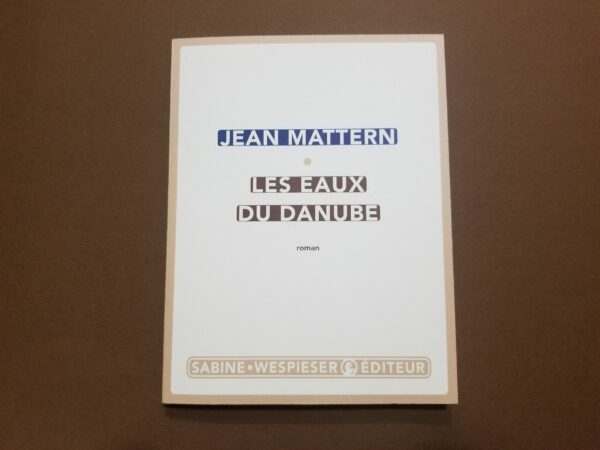 JEAN MATTERN
LES EAUX
DU DANUBE
roman
SABINE • WESPIESER ÉDITEUR